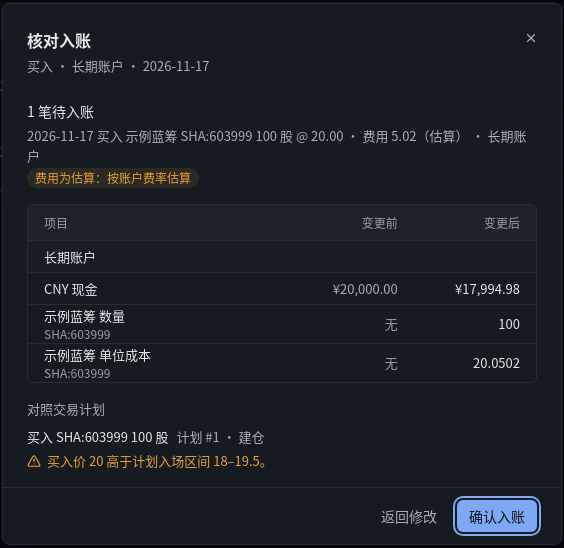 核对入账
×
买入 · 长期账户 · 2026-11-17
1 笔待入账
2026-11-17 买入 示例蓝筹 SHA:603999 100 股 @ 20.00 · 费用 5.02（估算） · 长期账
户
费用为估算：按账户费率估算
项目 变更前 变更后
长期账户
CNY 现金 ¥20,000.00 ¥17,994.98
示例蓝筹 数量 无 100
SHA:603999
示例蓝筹 单位成本 无 20.0502
SHA:603999
对照交易计划
买入 SHA:603999 100 股 计划 #1 · 建仓
买入价 20 高于计划入场区间 18–19.5。
返回修改 确认入账